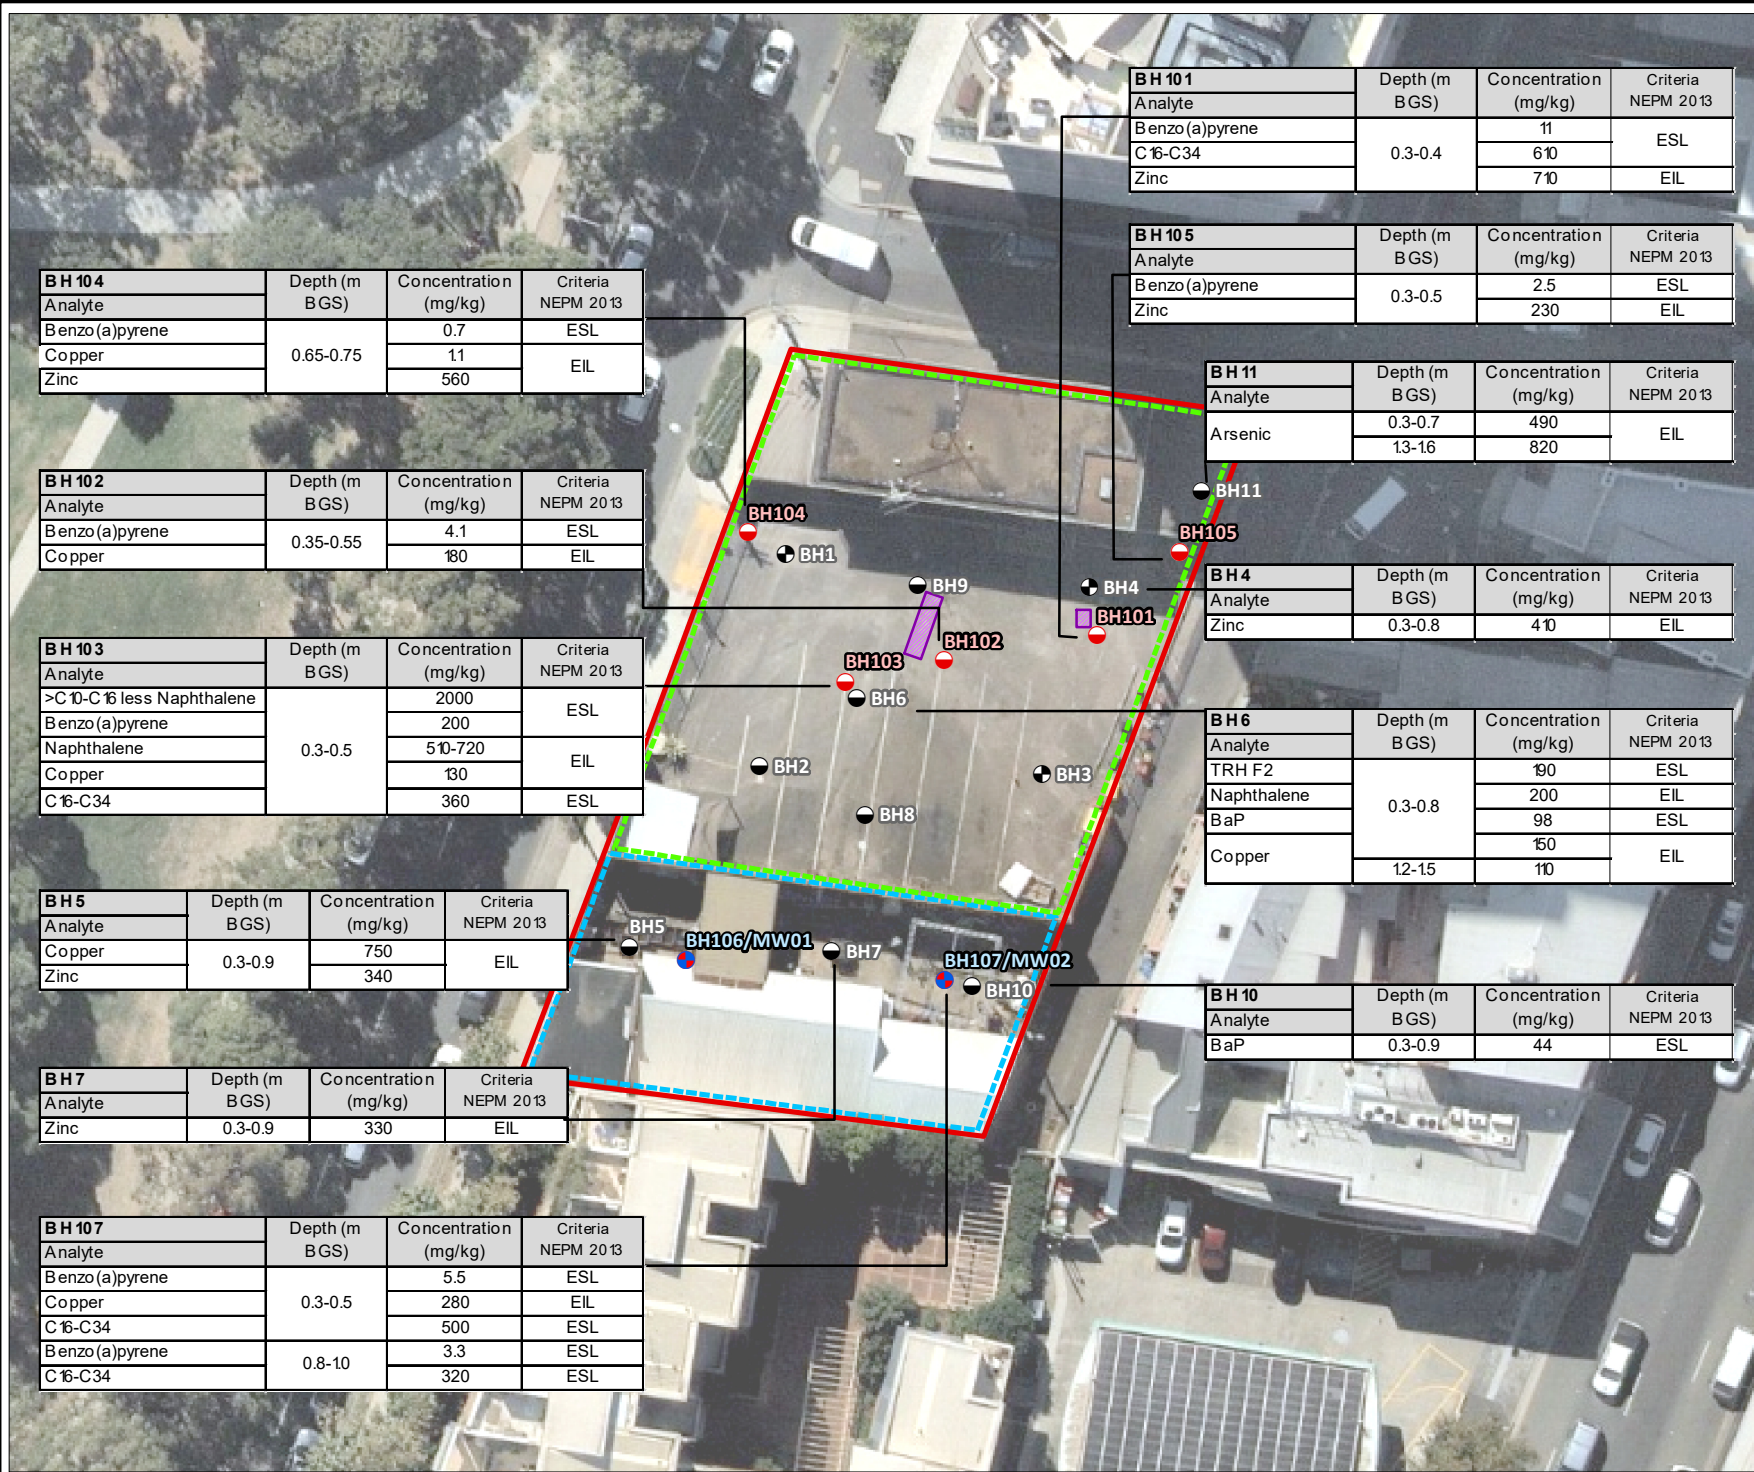 BH101 Depth (m BGS) Concentration (mg/kg) Criteria NEPM 2013
Analyte
Benzo(a)pyrene 0.3-0.4 11 ESL
C16-C34 610
Zinc 710 EIL
BH105 Depth (m BGS) Concentration (mg/kg) Criteria NEPM 2013
Analyte
Benzo(a)pyrene 0.3-0.5 2.5 ESL
Zinc 230 EIL
BH104 Depth (m BGS) Concentration (mg/kg) Criteria NEPM 2013
Analyte
Benzo(a)pyrene 0.65-0.75 0.7 ESL
Copper 11 EIL
Zinc 560
BH11 Depth (m BGS) Concentration (mg/kg) Criteria NEPM 2013
Analyte
Arsenic 0.3-0.7 490 EIL
1.3-1.6 820
BH102 Depth (m BGS) Concentration (mg/kg) Criteria NEPM 2013
Analyte
Benzo(a)pyrene 0.35-0.55 4.1 ESL
Copper 180 EIL
BH4 Depth (m BGS) Concentration (mg/kg) Criteria NEPM 2013
Analyte
Zinc 0.3-0.8 410 EIL
BH103 Depth (m BGS) Concentration (mg/kg) Criteria NEPM 2013
Analyte
>C10-C16 less Naphthalene 0.3-0.5 2000 ESL
Benzo(a)pyrene 200
Naphthalene 510-720 EIL
Copper 130
C16-C34 360 ESL
BH6 Depth (m BGS) Concentration (mg/kg) Criteria NEPM 2013
Analyte
TRH F2 0.3-0.8 190 ESL
Naphthalene 200 EIL
BaP 98 ESL
Copper 150 EIL
1.2-1.5 110
BH5 Depth (m BGS) Concentration (mg/kg) Criteria NEPM 2013
Analyte
Copper 0.3-0.9 750 EIL
Zinc 340
BH10 Depth (m BGS) Concentration (mg/kg) Criteria NEPM 2013
Analyte
BaP 0.3-0.9 44 ESL
BH7 Depth (m BGS) Concentration (mg/kg) Criteria NEPM 2013
Analyte
Zinc 0.3-0.9 330 EIL
BH107 Depth (m BGS) Concentration (mg/kg) Criteria NEPM 2013
Analyte
Benzo(a)pyrene 0.3-0.5 5.5 ESL
Copper 280 EIL
C16-C34 500 ESL
Benzo(a)pyrene 0.8-1.0 3.3 ESL
C16-C34 320 ESL
BH11
BH104
BH105
BH1
BH9
BH4
BH101
BH102
BH103
BH6
BH2
BH3
BH8
BH5
BH106/MW01
BH7
BH107/MW02
BH10